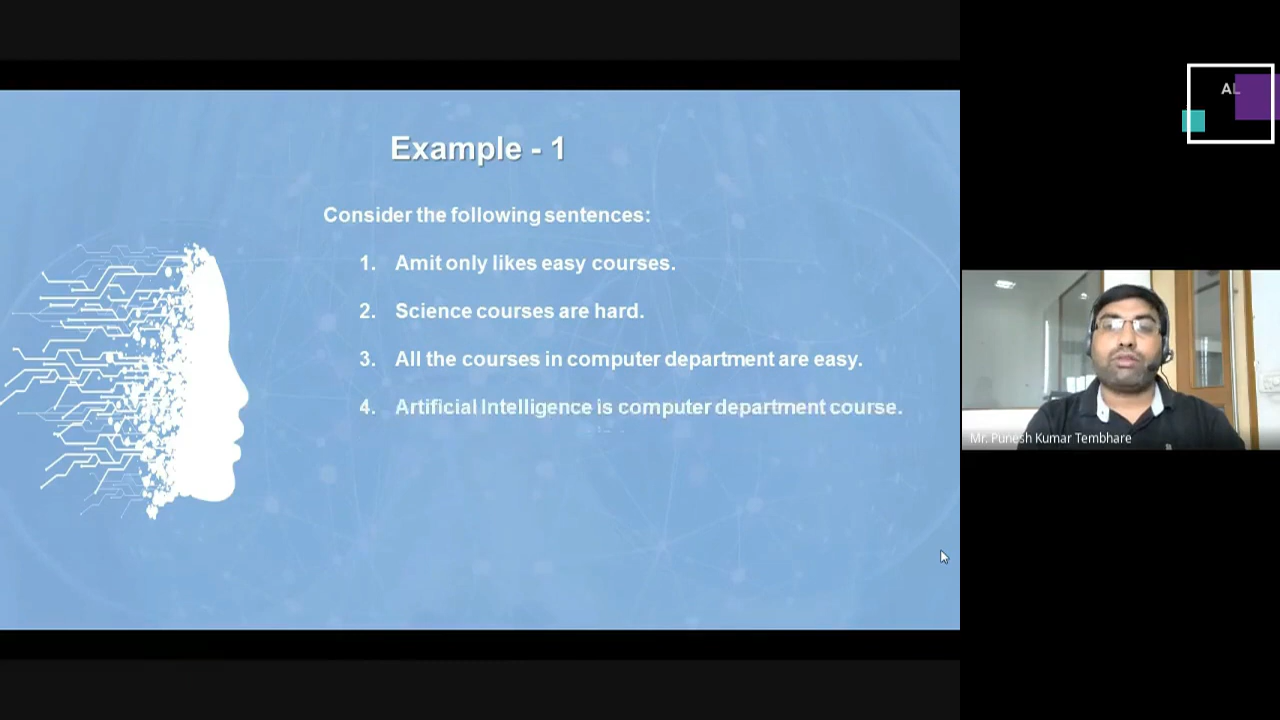 Example - 1
Consider the following sentences:
1. Amit only likes easy courses.
2. Science courses are hard.
3. All the courses in computer department are easy.
4. Artificial Intelligence is computer department course.
AL
Mr. Punesh Kumar Tembhare